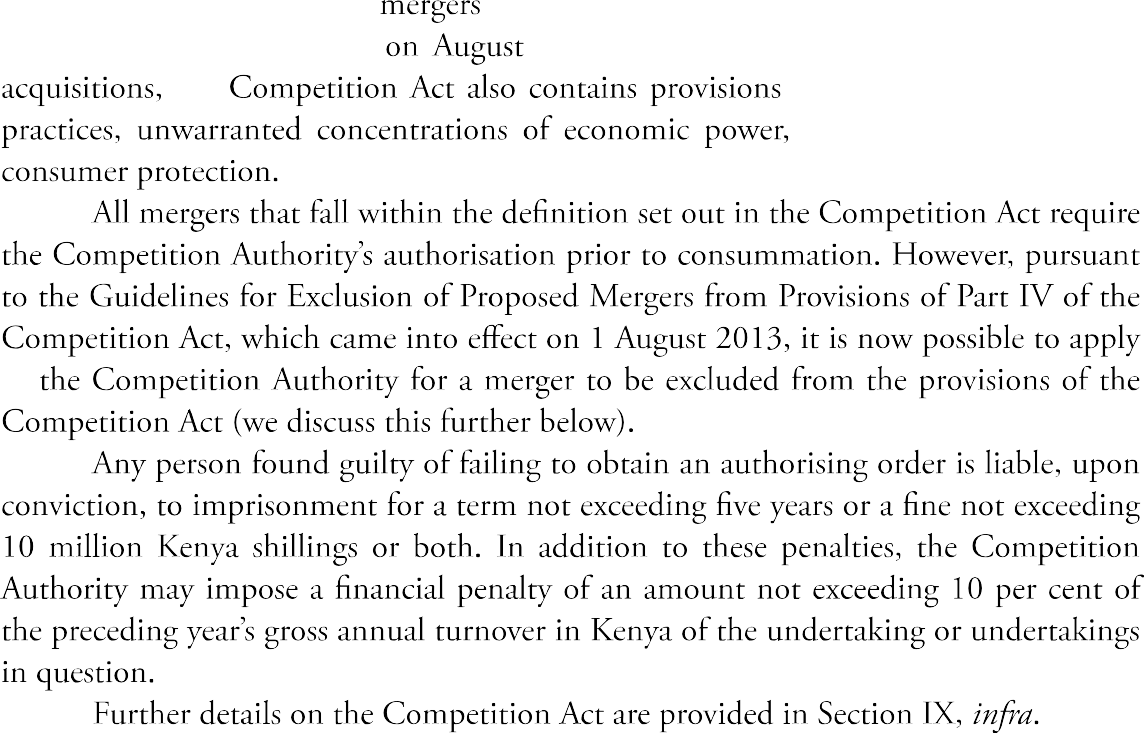 mergers
on August
acquisitions, Competition Act also contains provisions
practices, unwarranted concentrations of economic power,
consumer protection.
All mergers that fall within the definition set out in the Competition Act require
the Competition Authority's authorisation prior to consummation. However, pursuant
to the Guidelines for Exclusion of Proposed Mergers from Provisions of Part IV of the
Competition Act, which came into effect on 1 August 2013, it is now possible to apply
the Competition Authority for a merger to be excluded from the provisions of the
Competition Act (we discuss this further below).
Any person found guilty of failing to obtain an authorising order is liable, upon
conviction, to imprisonment for a term not exceeding five years or a fine not exceeding
10 million Kenya shillings or both. In addition to these penalties, the Competition
Authority may impose a financial penalty of an amount not exceeding 10 per cent of
the preceding year's gross annual turnover in Kenya of the undertaking or undertakings
in question.
Further details on the Competition Act are provided in Section IX, infra.